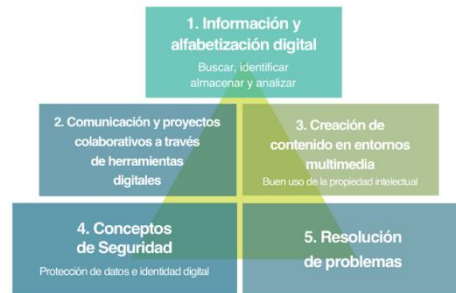 1. Información y
alfabetización digital
Buscar, identificar
almacenar y analizar
2. Comunicación y proyectos
colaborativos a través
de herramientas
digitales
3. Creación de
contenido en entornos
multimedia
Buen uso de la propiedad intelectual
4. Conceptos
de Seguridad
Protección de datos e identidad digital
5. Resolución
de problemas